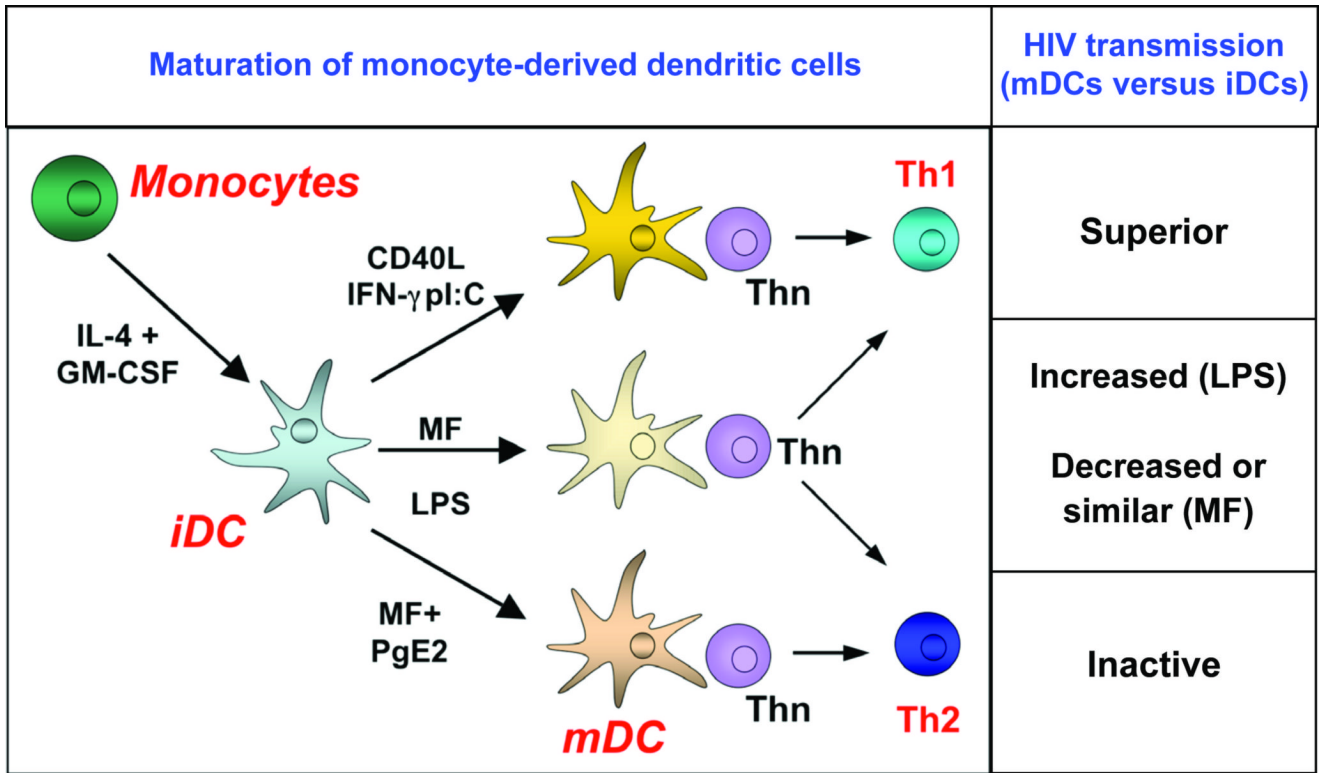 Maturation of monocyte-derived dendritic cells
HIV transmission
(mDCs versus iDCs)
Monocytes
IL-4 +
GM-CSF
iDC
CD40L
IFN-γ pI:C
MF
LPS
MF+
PgE2
mDC
Thn
Thn
Thn
Th1
Th2
Superior
Increased (LPS)
Decreased or
similar (MF)
Inactive